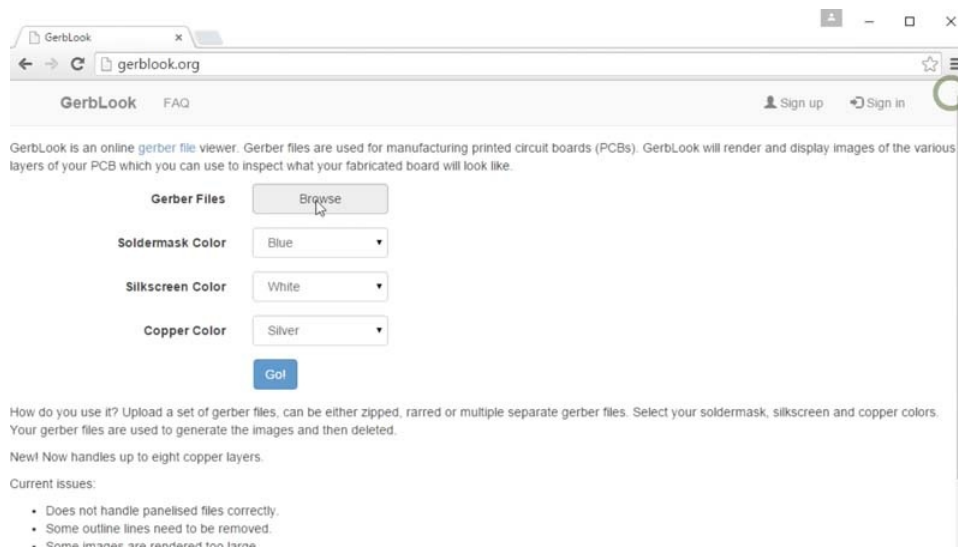 GerbLook
gerblook.org
GerbLook FAQ Sign up Sign in
GerbLook is an online gerber file viewer. Gerber files are used for manufacturing printed circuit boards (PCBs). GerbLook will render and display images of the various
layers of your PCB which you can use to inspect what your fabricated board will look like.
Gerber Files Browse
Soldermask Color Blue
Silkscreen Color White
Copper Color Silver
Go!
How do you use it? Upload a set of gerber files, can be either zipped, rarred or multiple separate gerber files. Select your soldermask, silkscreen and copper colors.
Your gerber files are used to generate the images and then deleted.
New! Now handles up to eight copper layers.
Current issues:
• Does not handle panelised files correctly.
• Some outline lines need to be removed.
• Some images are rendered too large.